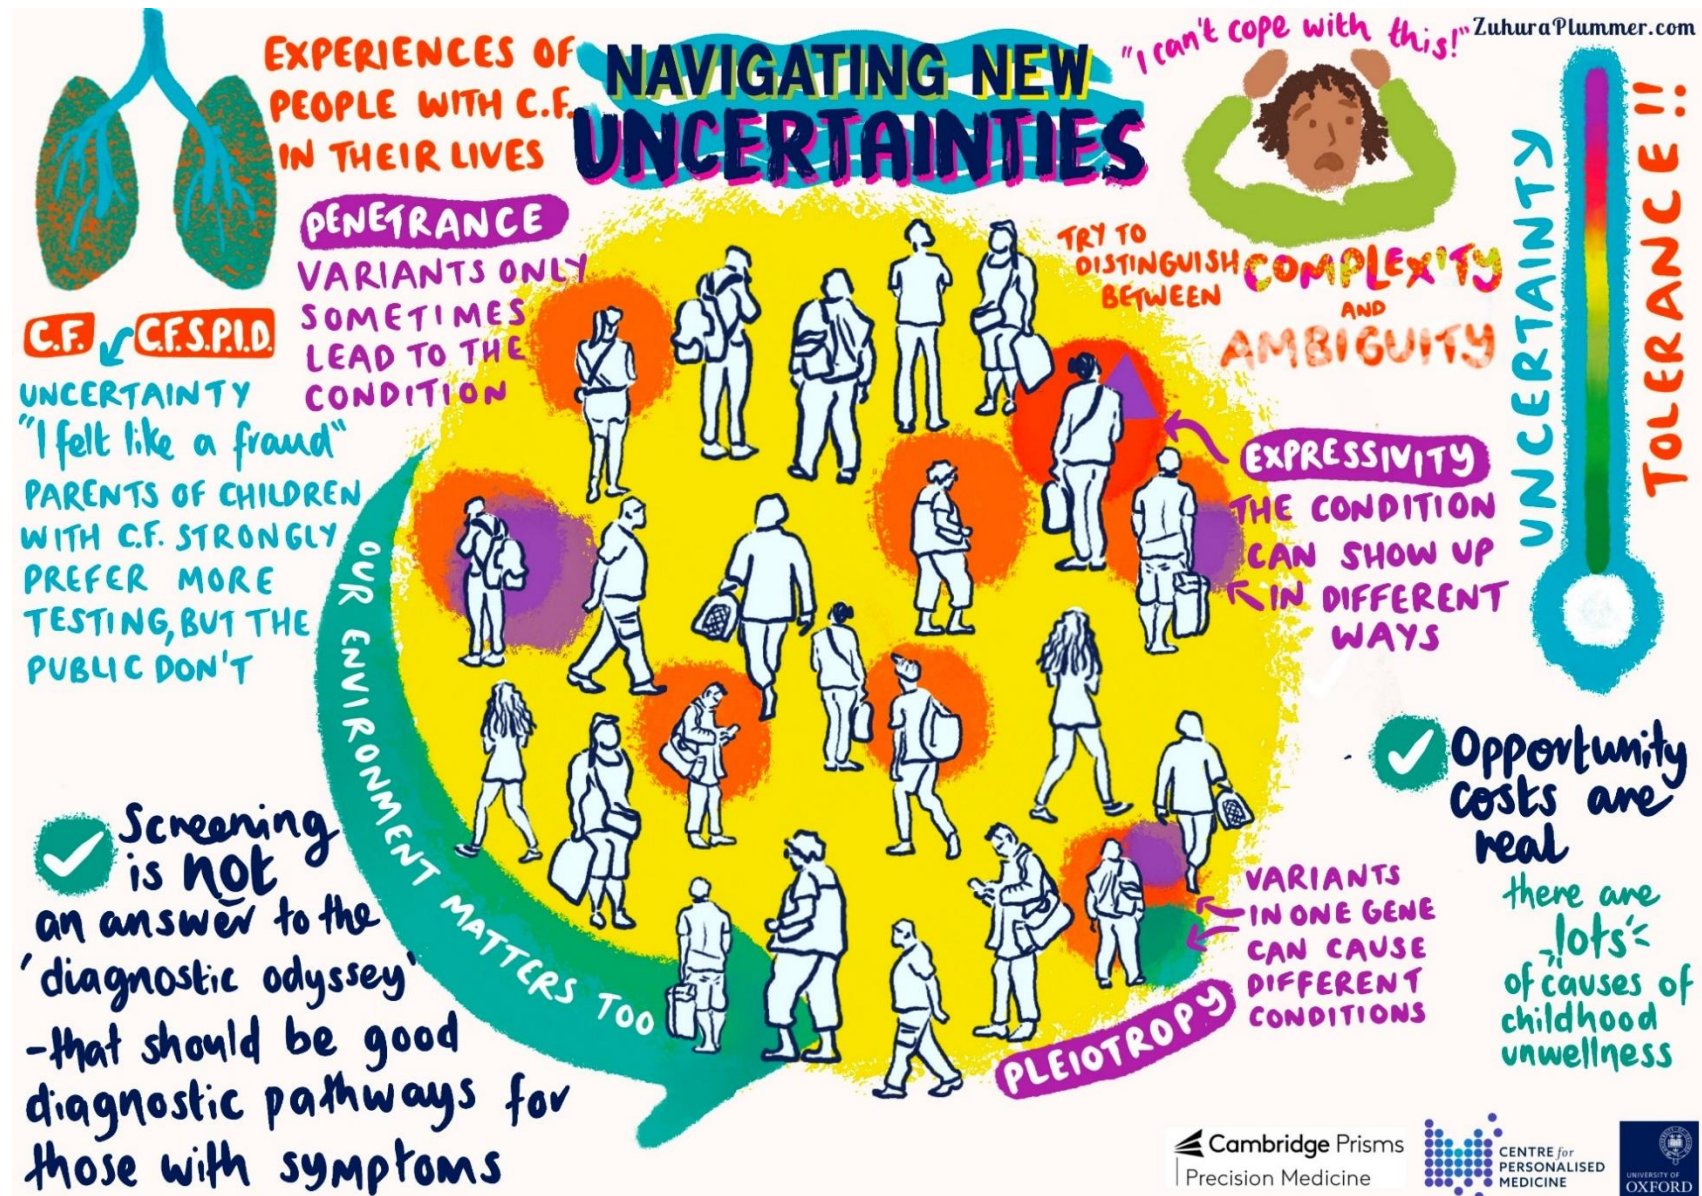 EXPERIENCES OF
PEOPLE WITH C.F.
IN THEIR LIVES
NAVIGATING NEW
UNCERTAINTIES
"I can't cope with this!"
ZuhuraPlummer.com
PENETRANCE
VARIANTS ONLY
SOMETIMES
LEAD TO THE
CONDITION
C.F.
C.F.S.P.I.D.
UNCERTAINTY
"I felt like a fraud"
PARENTS OF CHILDREN
WITH C.F. STRONGLY
PREFER MORE
TESTING, BUT THE
PUBLIC DON'T
TRY TO
DISTINGUISH
BETWEEN
COMPLEXITY
AND
AMBIGUITY
UNCERTAINTY
TOLERANCE!!
EXPRESSIVITY
THE CONDITION
CAN SHOW UP
IN DIFFERENT
WAYS
OUR ENVIRONMENT MATTERS TOO
Screening
is not
an answer to the
'diagnostic odyssey'
-that should be good
diagnostic pathways for
those with symptoms
Opportunity
costs are
real
there are
lots
of causes of
childhood
unwellness
VARIANTS
IN ONE GENE
CAN CAUSE
DIFFERENT
CONDITIONS
PLEIOTROPY
Cambridge Prisms
Precision Medicine
CENTRE for
PERSONALISED
MEDICINE
UNIVERSITY OF
OXFORD